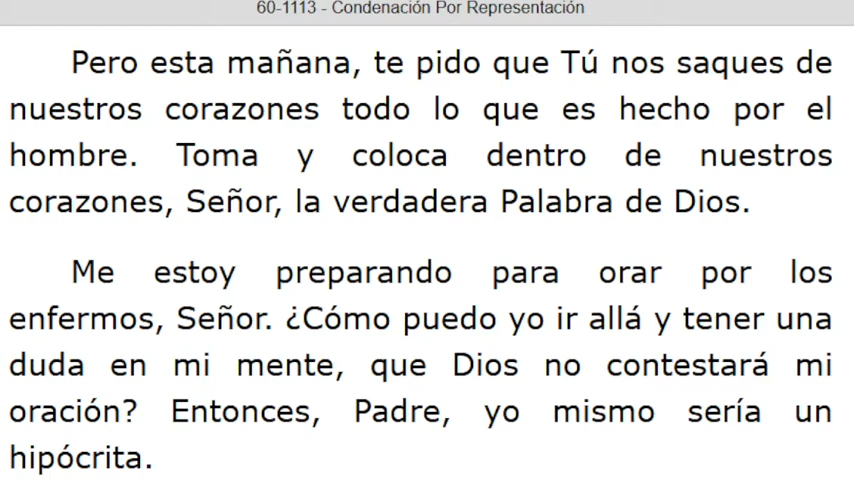 60-1113 - Condenación Por Representación
Pero esta mañana, te pido que Tú nos saques de
nuestros corazones todo lo que es hecho por el
hombre. Toma y coloca dentro de nuestros
corazones, Señor, la verdadera Palabra de Dios.
Me estoy preparando para orar por los
enfermos, Señor. ¿Cómo puedo yo ir allá y tener una
duda en mi mente, que Dios no contestará mi
oración? Entonces, Padre, yo mismo sería un
hipócrita.